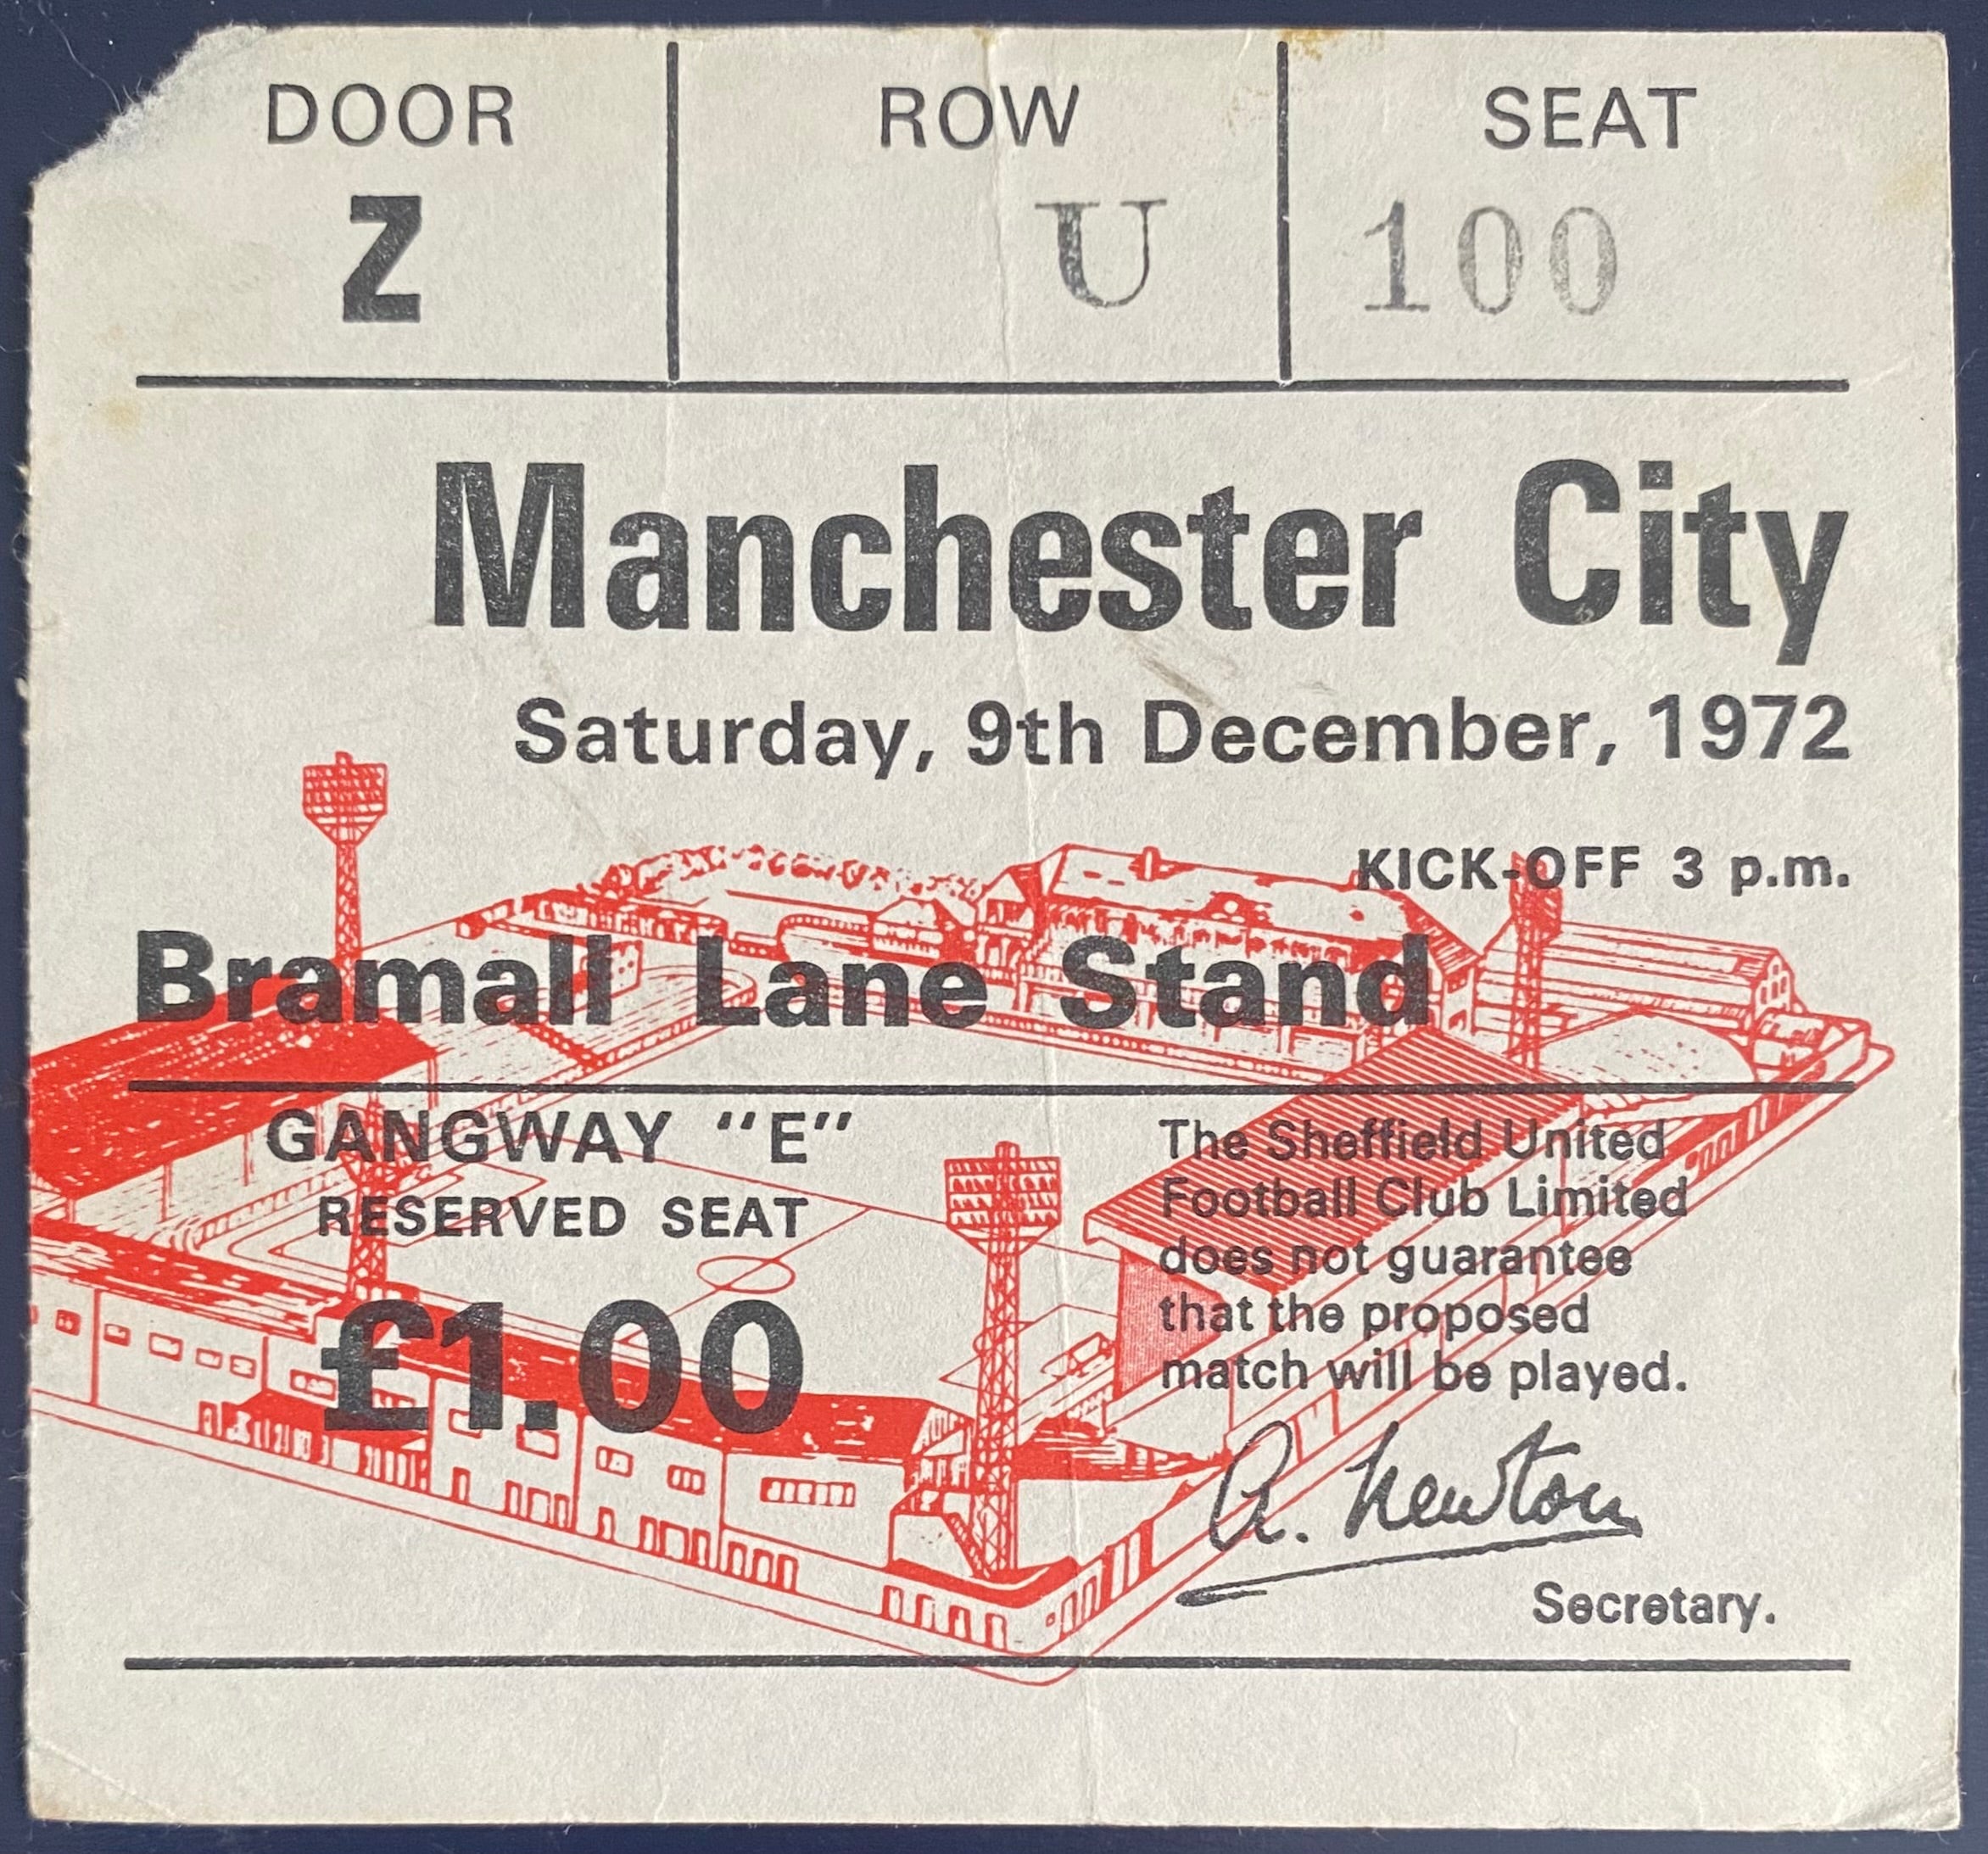 DOOR ROW SEAT
Z U 100
Manchester City
Saturday, 9th December, 1972
KICK-OFF 3 p.m.
Bramall Lane Stand
GANGWAY "E"
RESERVED SEAT
£1.00
The Sheffield United
Football Club Limited
does not guarantee
that the proposed
match will be played.
A. Newton
Secretary.